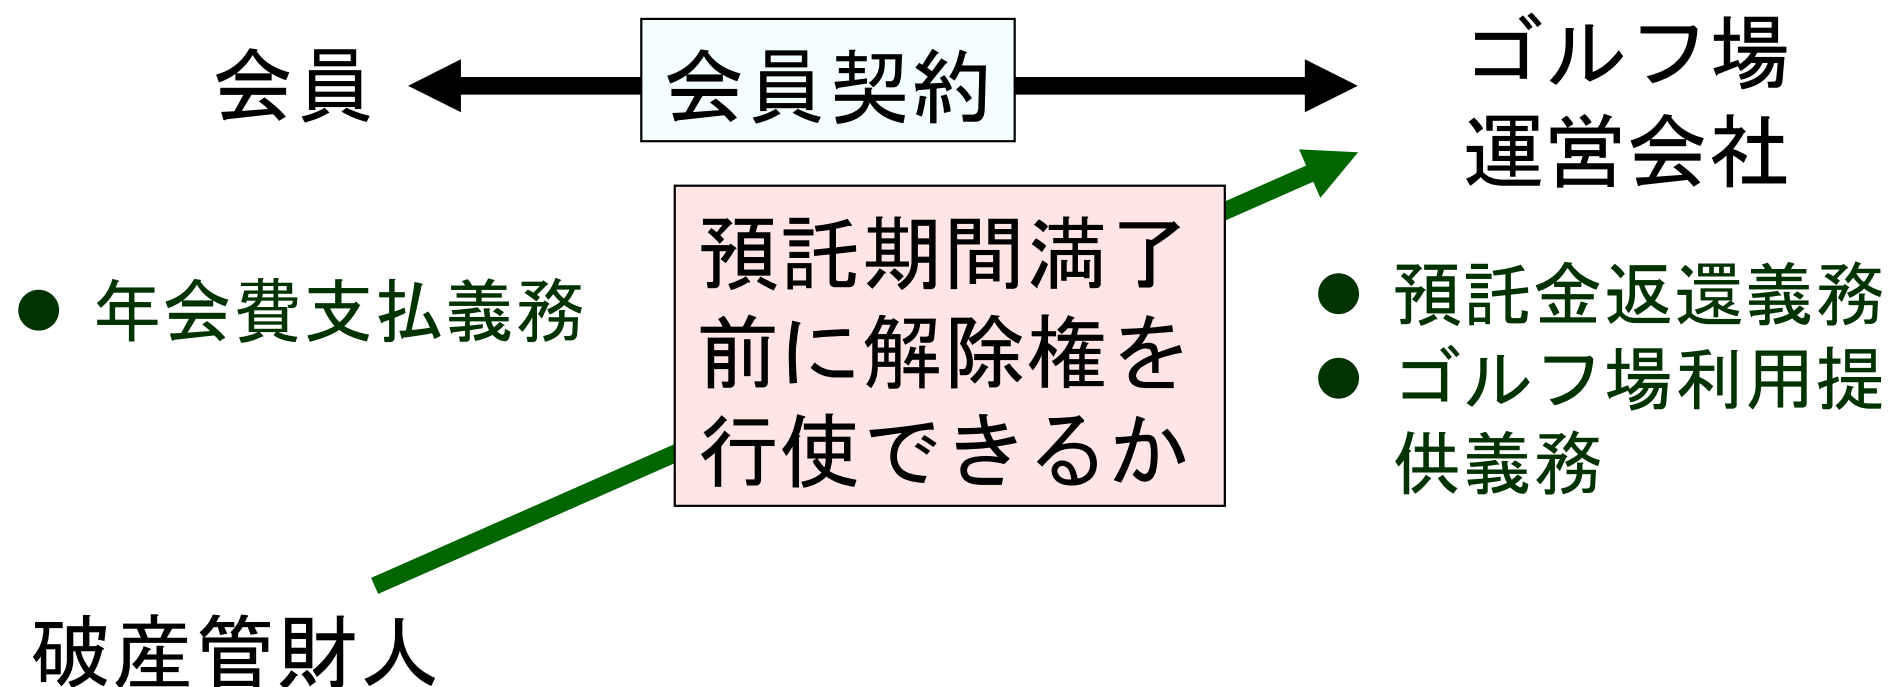 会員
会員契約
ゴルフ場
運営会社
● 年会費支払義務
預託期間満了
前に解除権を
行使できるか
● 預託金返還義務
● ゴルフ場利用提
供義務
破産管財人